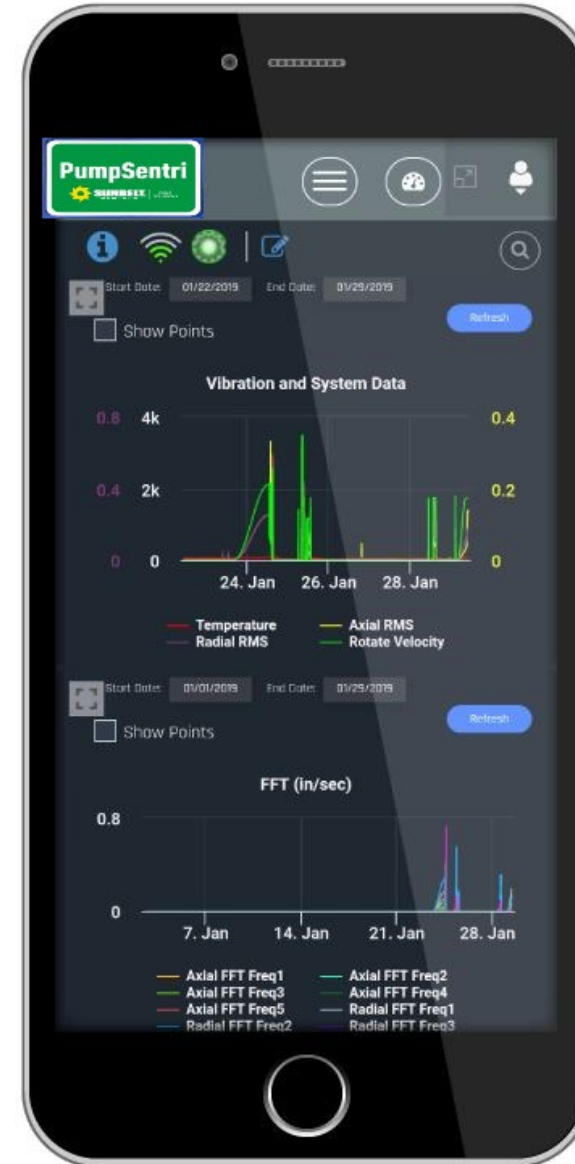 PumpSentri
SUNBELT
Start Date: 01/22/2019 End Date: 01/29/2019
Refresh
Show Points
Vibration and System Data
0.8 4k 0.4
0.4 2k 0.2
0 0 0
24. Jan 26. Jan 28. Jan
Temperature Axial RMS
Radial RMS Rotate Velocity
Start Date: 01/01/2019 End Date: 01/29/2019
Refresh
Show Points
FFT (in/sec)
0.8
0
7. Jan 14. Jan 21. Jan 28. Jan
Axial FFT Freq1 Axial FFT Freq2
Axial FFT Freq3 Axial FFT Freq4
Axial FFT Freq5 Radial FFT Freq1
Radial FFT Freq2 Radial FFT Freq3